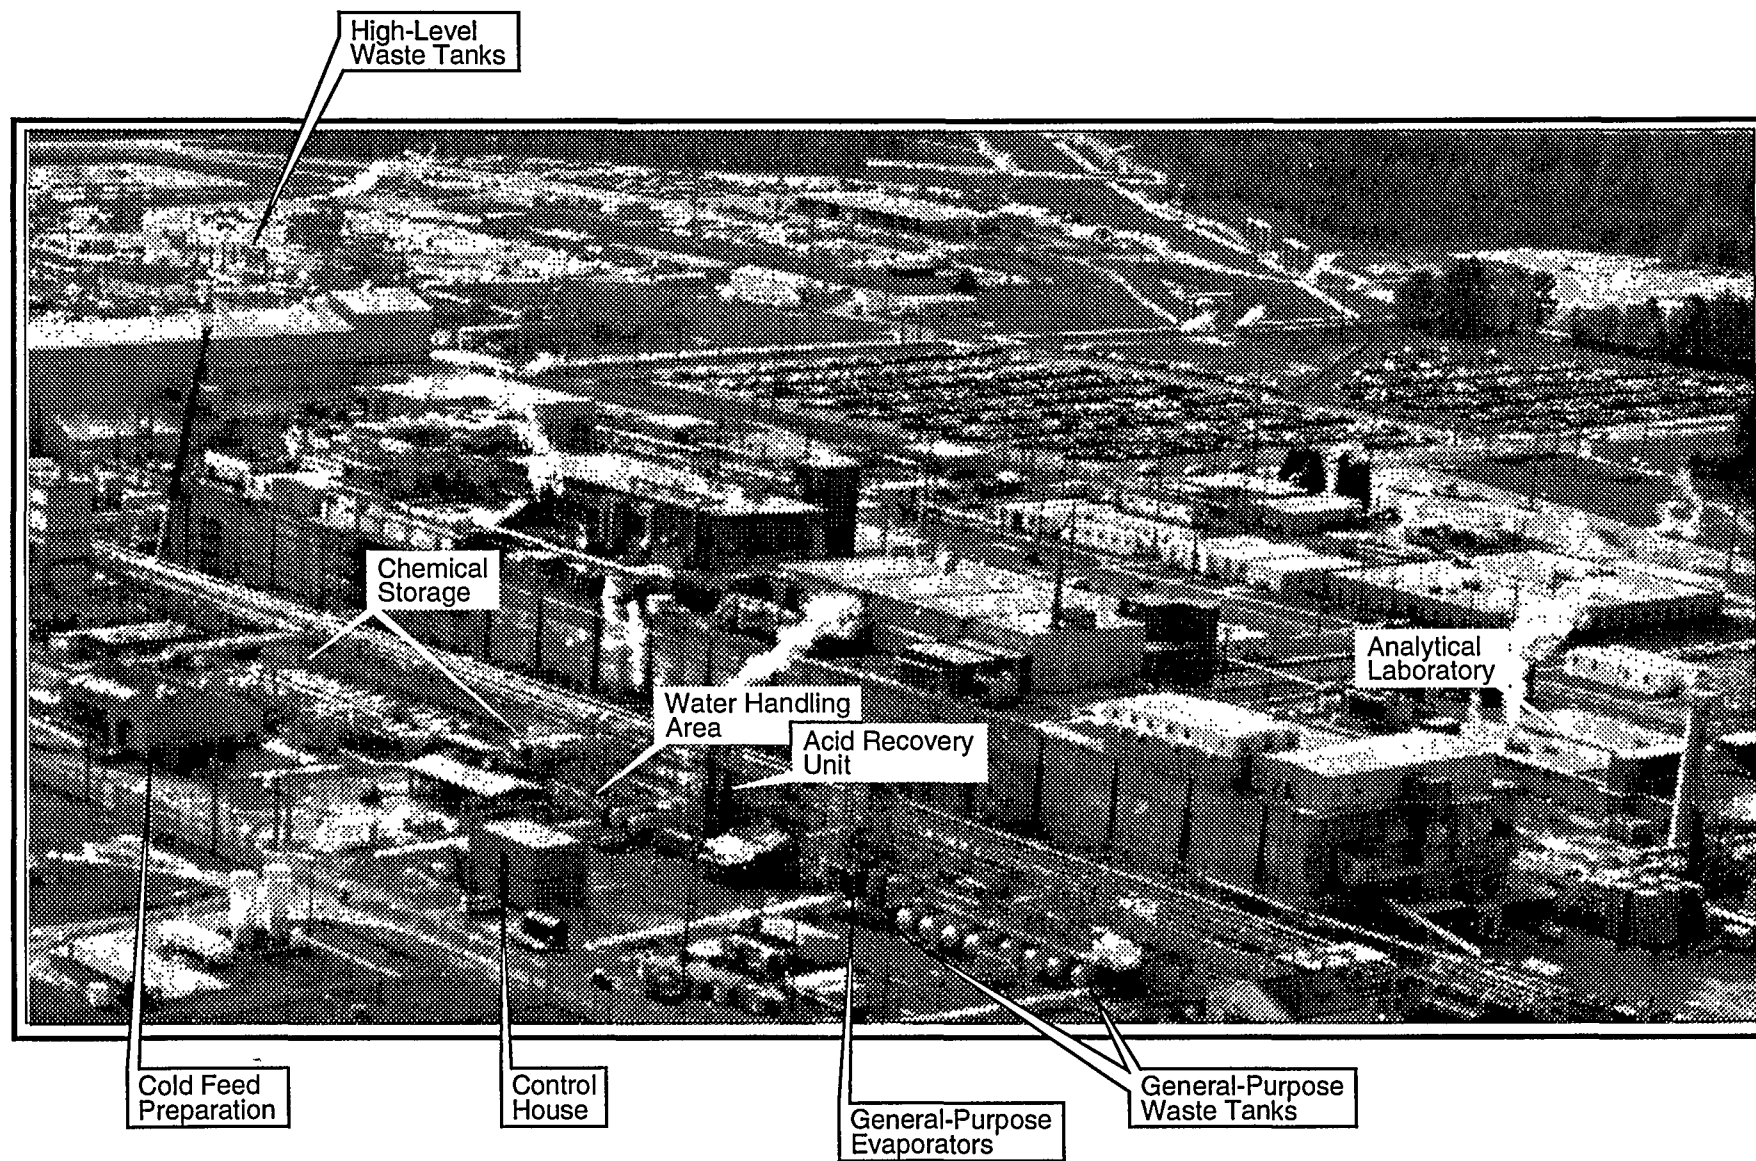 High-Level
Waste Tanks
Chemical
Storage
Water Handling
Area
Acid Recovery
Unit
Analytical
Laboratory
Cold Feed
Preparation
Control
House
General-Purpose
Evaporators
General-Purpose
Waste Tanks